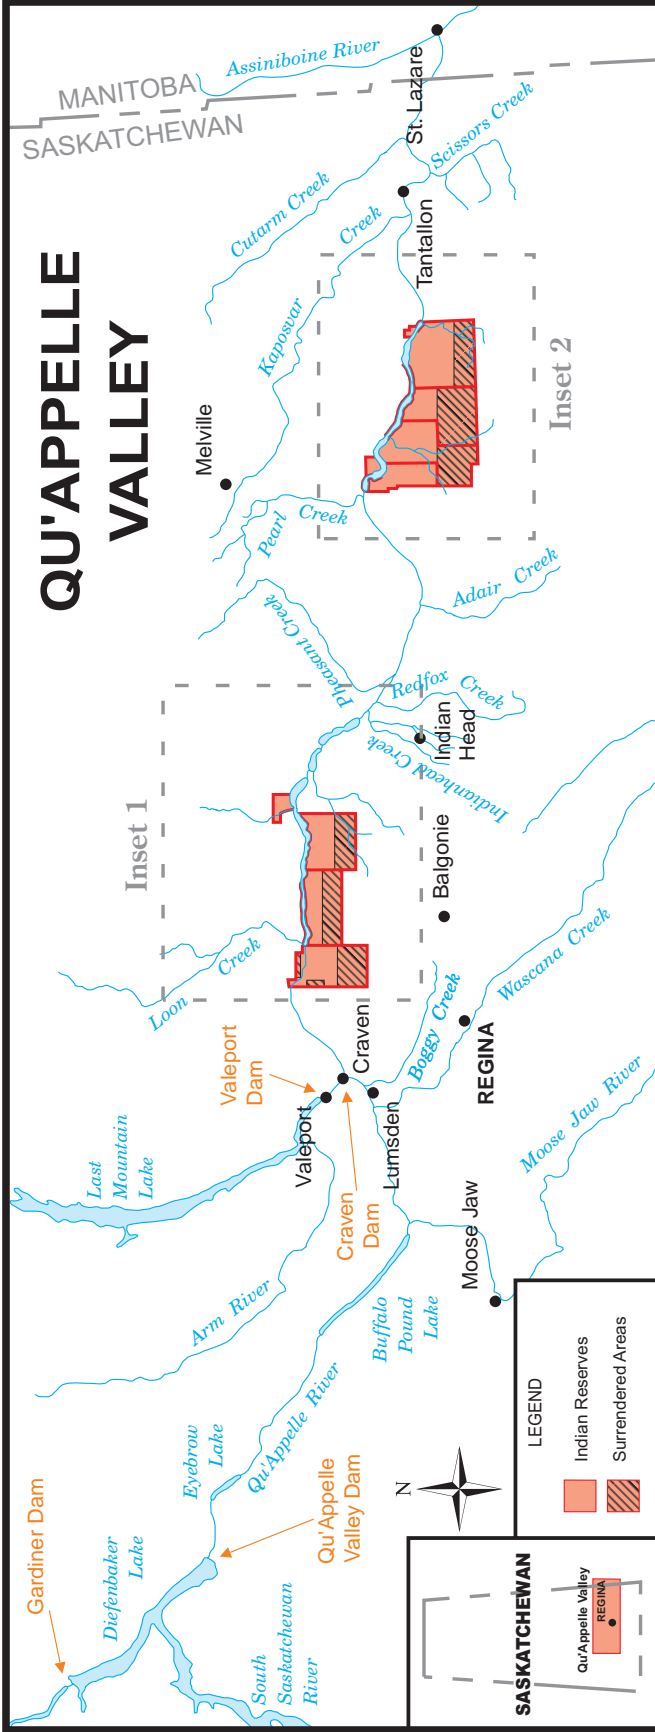 QU'APPELLE
VALLEY
MANITOBA
SASKATCHEWAN
Assiniboine River
St. Lazare
Scissors Creek
Cutarm Creek
Tantallon
Kaposvar
Creek
Melville
Inset 2
Pearl
Creek
Adair Creek
Pheasant Creek
Redfox
Creek
Indian
Head
Indianhead Creek
Inset 1
Balgonie
Loon
Creek
Wascana Creek
Boggy Creek
REGINA
Valeport
Dam
Craven
Valeport
Lumsden
Craven
Dam
Last
Mountain
Lake
Moose Jaw River
Moose Jaw
Arm River
Buffalo
Pound
Lake
Qu'Appelle River
Eyebrow
Lake
Qu'Appelle
Valley Dam
Gardiner Dam
Diefenbaker
Lake
South
Saskatchewan
River
N
LEGEND
Indian Reserves
Surrendered Areas
SASKATCHEWAN
Qu'Appelle Valley
REGINA